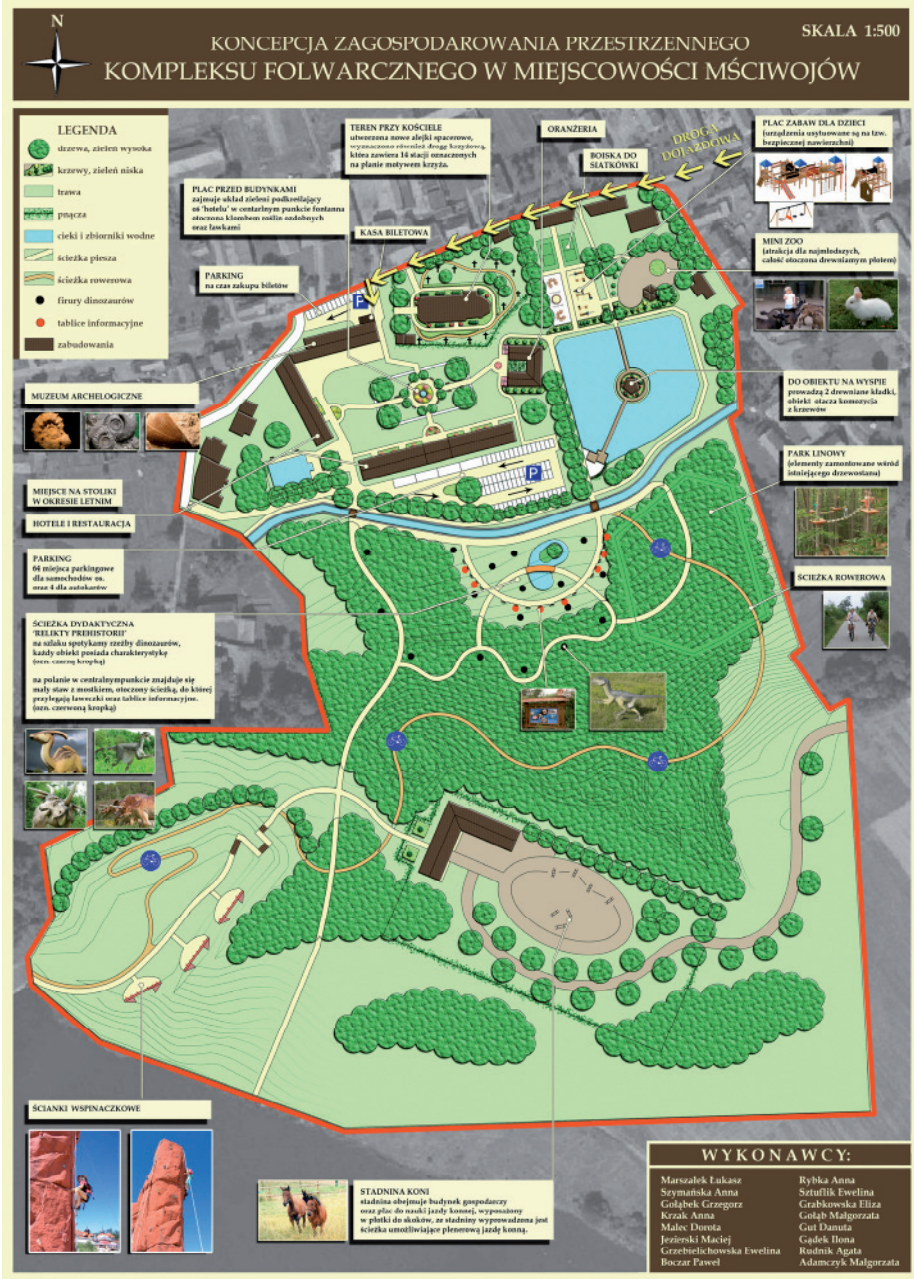 N
SKALA 1:500
KONCEPCJA ZAGOSPODAROWANIA PRZESTRZENNEGO
KOMPLEKSU FOLWARCZNEGO W MIEJSCOWOŚCI MŚCIWOJÓW
LEGENDA
drzewa, zieleń wysoka
krzewy, zieleń niska
trawa
pnącza
cieki i zbiorniki wodne
ścieżka piesza
ścieżka rowerowa
firury dinozaurów
tablice informacyjne
zabudowania
TEREN PRZY KOŚCIELE
utworzona nowe alejki spacerowe,
wyznaczono również drogę krzyżową,
która zawiera 14 stacji oznaczonych
na planie motywem krzyża.
ORANŻERIA
BOISKA DO
SIATKÓWKI
DROGA
DOJAZDOWA
PLAC ZABAW DLA DZIECI
(urządzenia usytuowane są na tzw.
bezpiecznej nawierzchni)
PLAC PRZED BUDYNKAMI
zajmuje układ zieleni podkreślający
oś 'hotelu' w centarlnym punkcie fontanna
otoczona klombem roślin ozdobnych
oraz ławkami
KASA BILETOWA
MINI ZOO
(atrakcja dla najmłodszych,
całość otoczona drewnianym płotem)
PARKING
na czas zakupu biletów
P
MUZEUM ARCHELOGICZNE
DO OBIEKTU NA WYSPIE
prowadzą 2 drewniane kładki,
obiekt otacza komozycja
z krzewów
PARK LINOWY
(elementy zamontowane wśród
istniejącego drzewostanu)
P
MIEJSCE NA STOLIKI
W OKRESIE LETNIM
HOTELE I RESTAURACJA
PARKING
64 miejsca parkingowe
dla samochodów os.
oraz 4 dla autokarów
ŚCIEŻKA ROWEROWA
ŚCIEŻKA DYDAKTYCZNA
'RELIKTY PREHISTORII'
na szlaku spotykamy rzeźby dinozaurów,
każdy obiekt posiada charakterystykę
(ozn. czarną kropką)
na polanie w centralnympunkcie znajduje się
mały staw z mostkiem, otoczony ścieżką, do której
przylegają ławeczki oraz tablice informacyjne.
(ozn. czerwoną kropką)
ŚCIANKI WSPINACZKOWE
STADNINA KONI
stadnina obejmuje budynek gospodarczy
oraz plac do nauki jazdy konnej, wyposażony
w płotki do skoków, ze stadniny wyprowadzona jest
ścieżka umożliwiające plenerową jazdę konną.
WYKONAWCY:
Marszałek Łukasz
Szymańska Anna
Gołąbek Grzegorz
Krzak Anna
Malec Dorota
Jezierski Maciej
Grzebielichowska Ewelina
Boczar Paweł
Rybka Anna
Sztuflik Ewelina
Grabkowska Eliza
Gołąb Małgorzata
Gut Danuta
Gądek Ilona
Rudnik Agata
Adamczyk Małgorzata